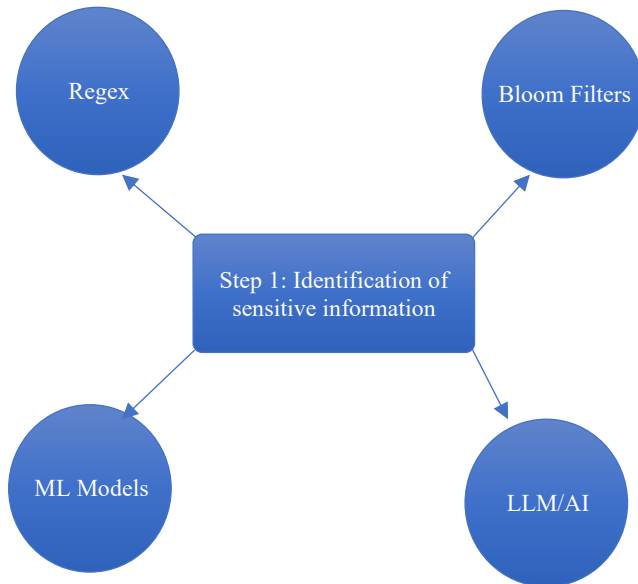 Regex
Bloom Filters
Step 1: Identification of
sensitive information
ML Models
LLM/AI